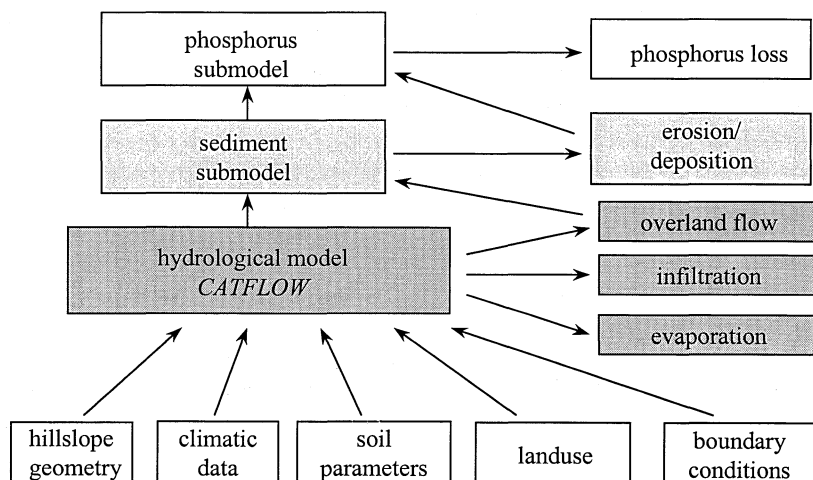 phosphorus
submodel
phosphorus loss
sediment
submodel
erosion/
deposition
hydrological model
CATFLOW
overland flow
infiltration
evaporation
hillslope
geometry
climatic
data
soil
parameters
landuse
boundary
conditions